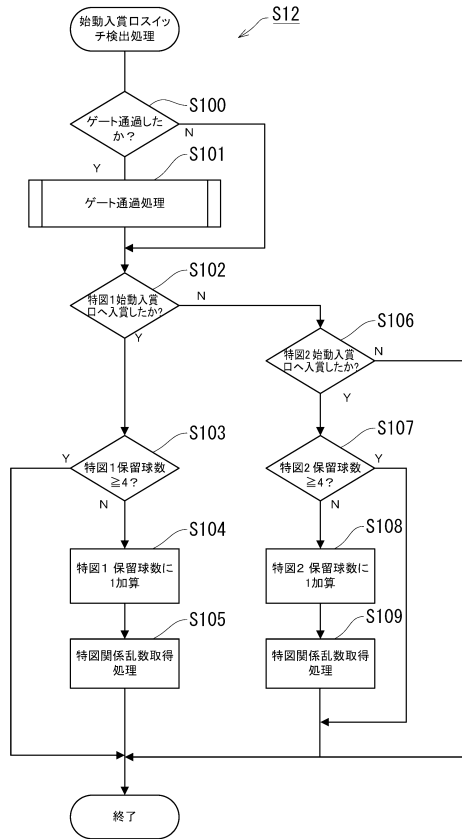 S12
始動入賞口スイッ
チ検出処理
S100
ゲート通過した
か？
N
Y
S101
ゲート通過処理
S102
特図1始動入賞
口へ入賞したか?
N
Y
S106
特図2始動入賞
口へ入賞したか?
N
Y
S103
特図1保留球数
≧4?
Y
N
S107
特図2保留球数
≧4?
Y
N
S104
特図1 保留球数に
1加算
S108
特図2 保留球数に
1加算
S105
特図関係乱数取得
処理
S109
特図関係乱数取得
処理
終了